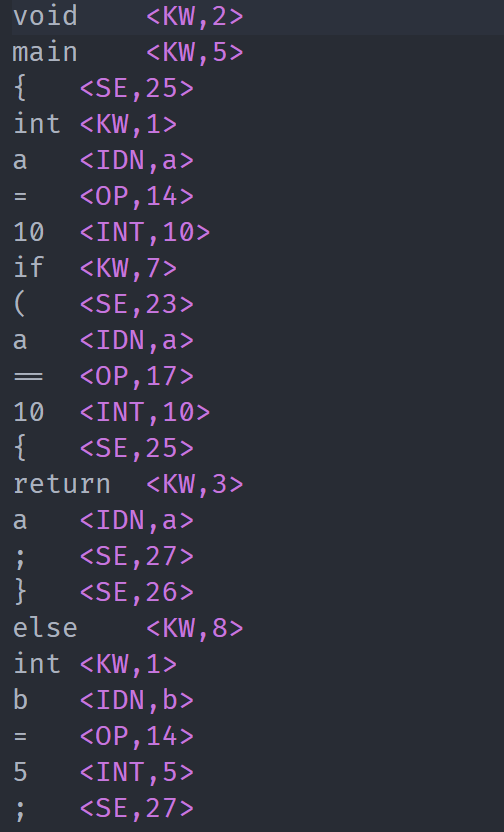 void	<KW,2>
main	<KW,5>
{	<SE,25>
int	<KW,1>
a	<IDN,a>
=	<OP,14>
10	<INT,10>
if	<KW,7>
(	<SE,23>
a	<IDN,a>
==	<OP,17>
10	<INT,10>
{	<SE,25>
return	<KW,3>
a	<IDN,a>
;	<SE,27>
}	<SE,26>
else	<KW,8>
int	<KW,1>
b	<IDN,b>
=	<OP,14>
5	<INT,5>
;	<SE,27>